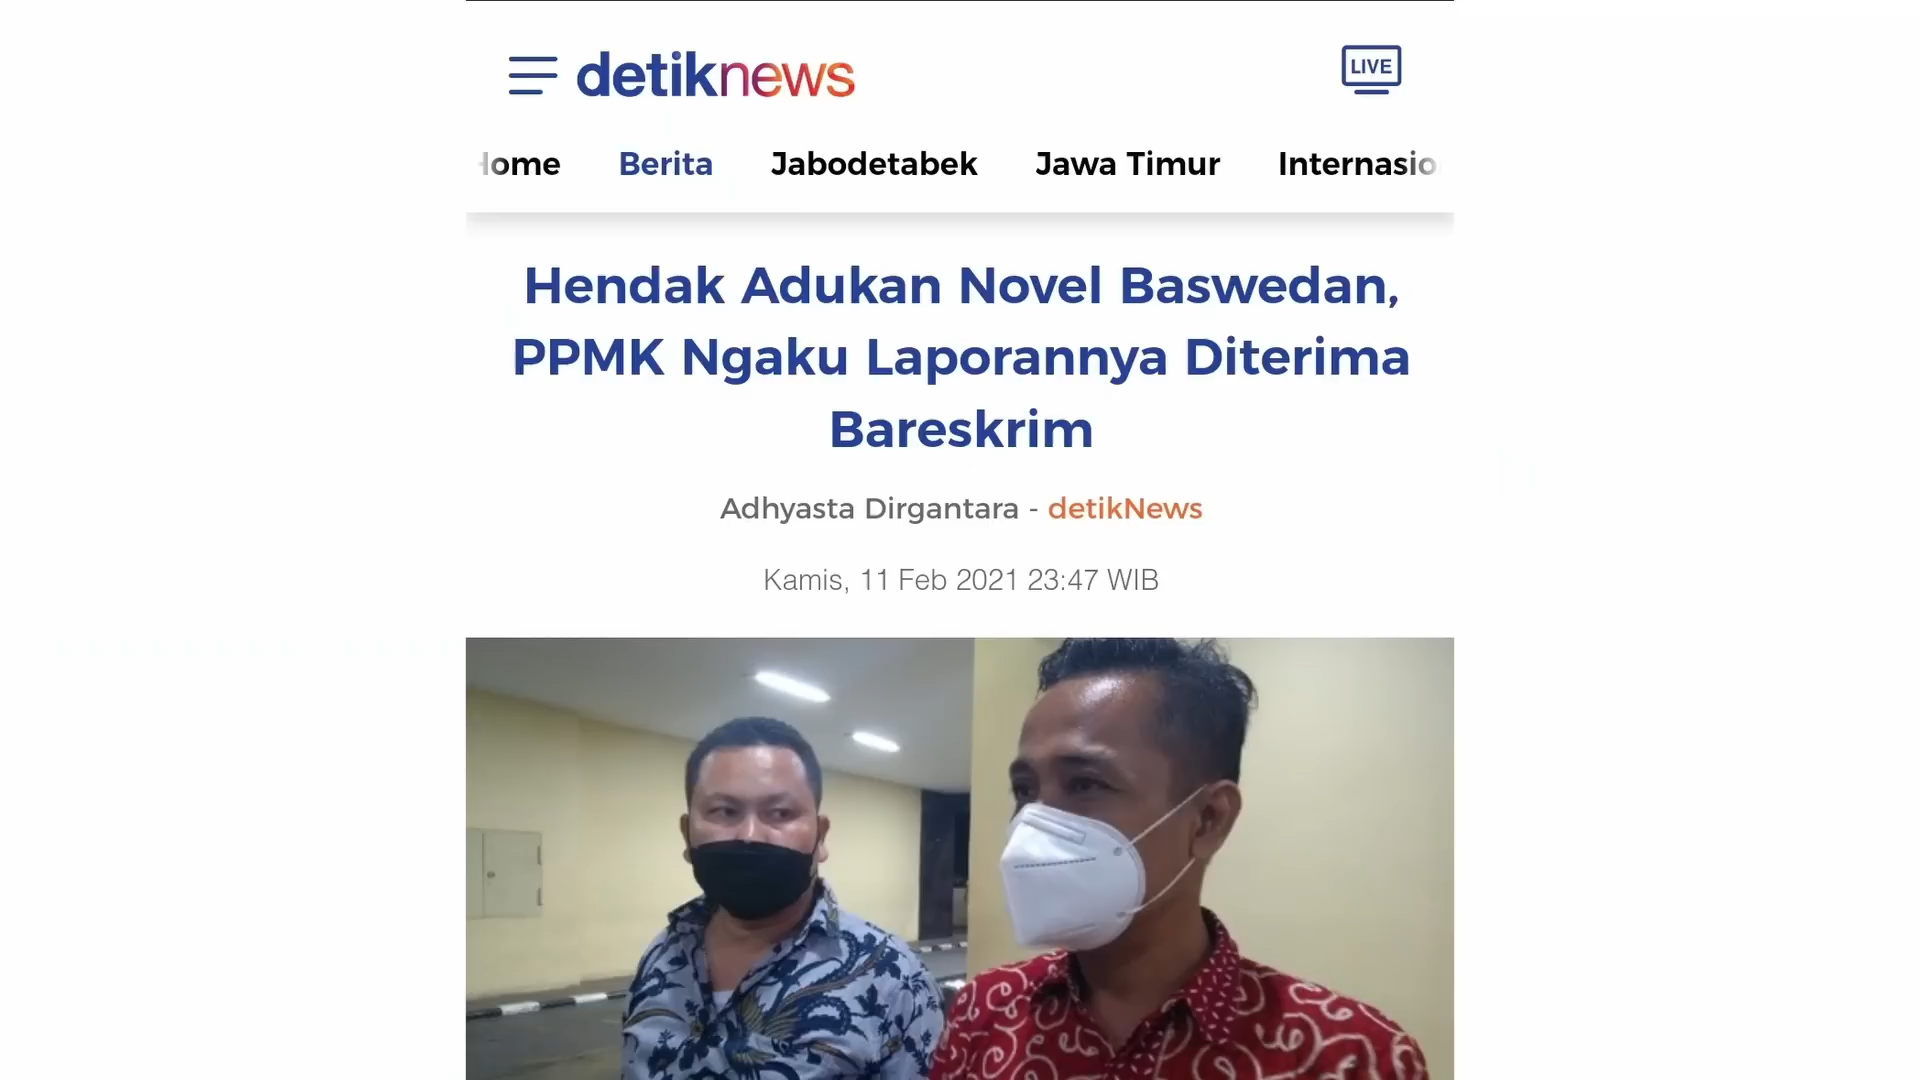 detiknews
LIVE
Home Berita Jabodetabek Jawa Timur Internasio
Hendak Adukan Novel Baswedan,
PPMK Ngaku Laporannya Diterima
Bareskrim
Adhyasta Dirgantara - detikNews
Kamis, 11 Feb 2021 23:47 WIB